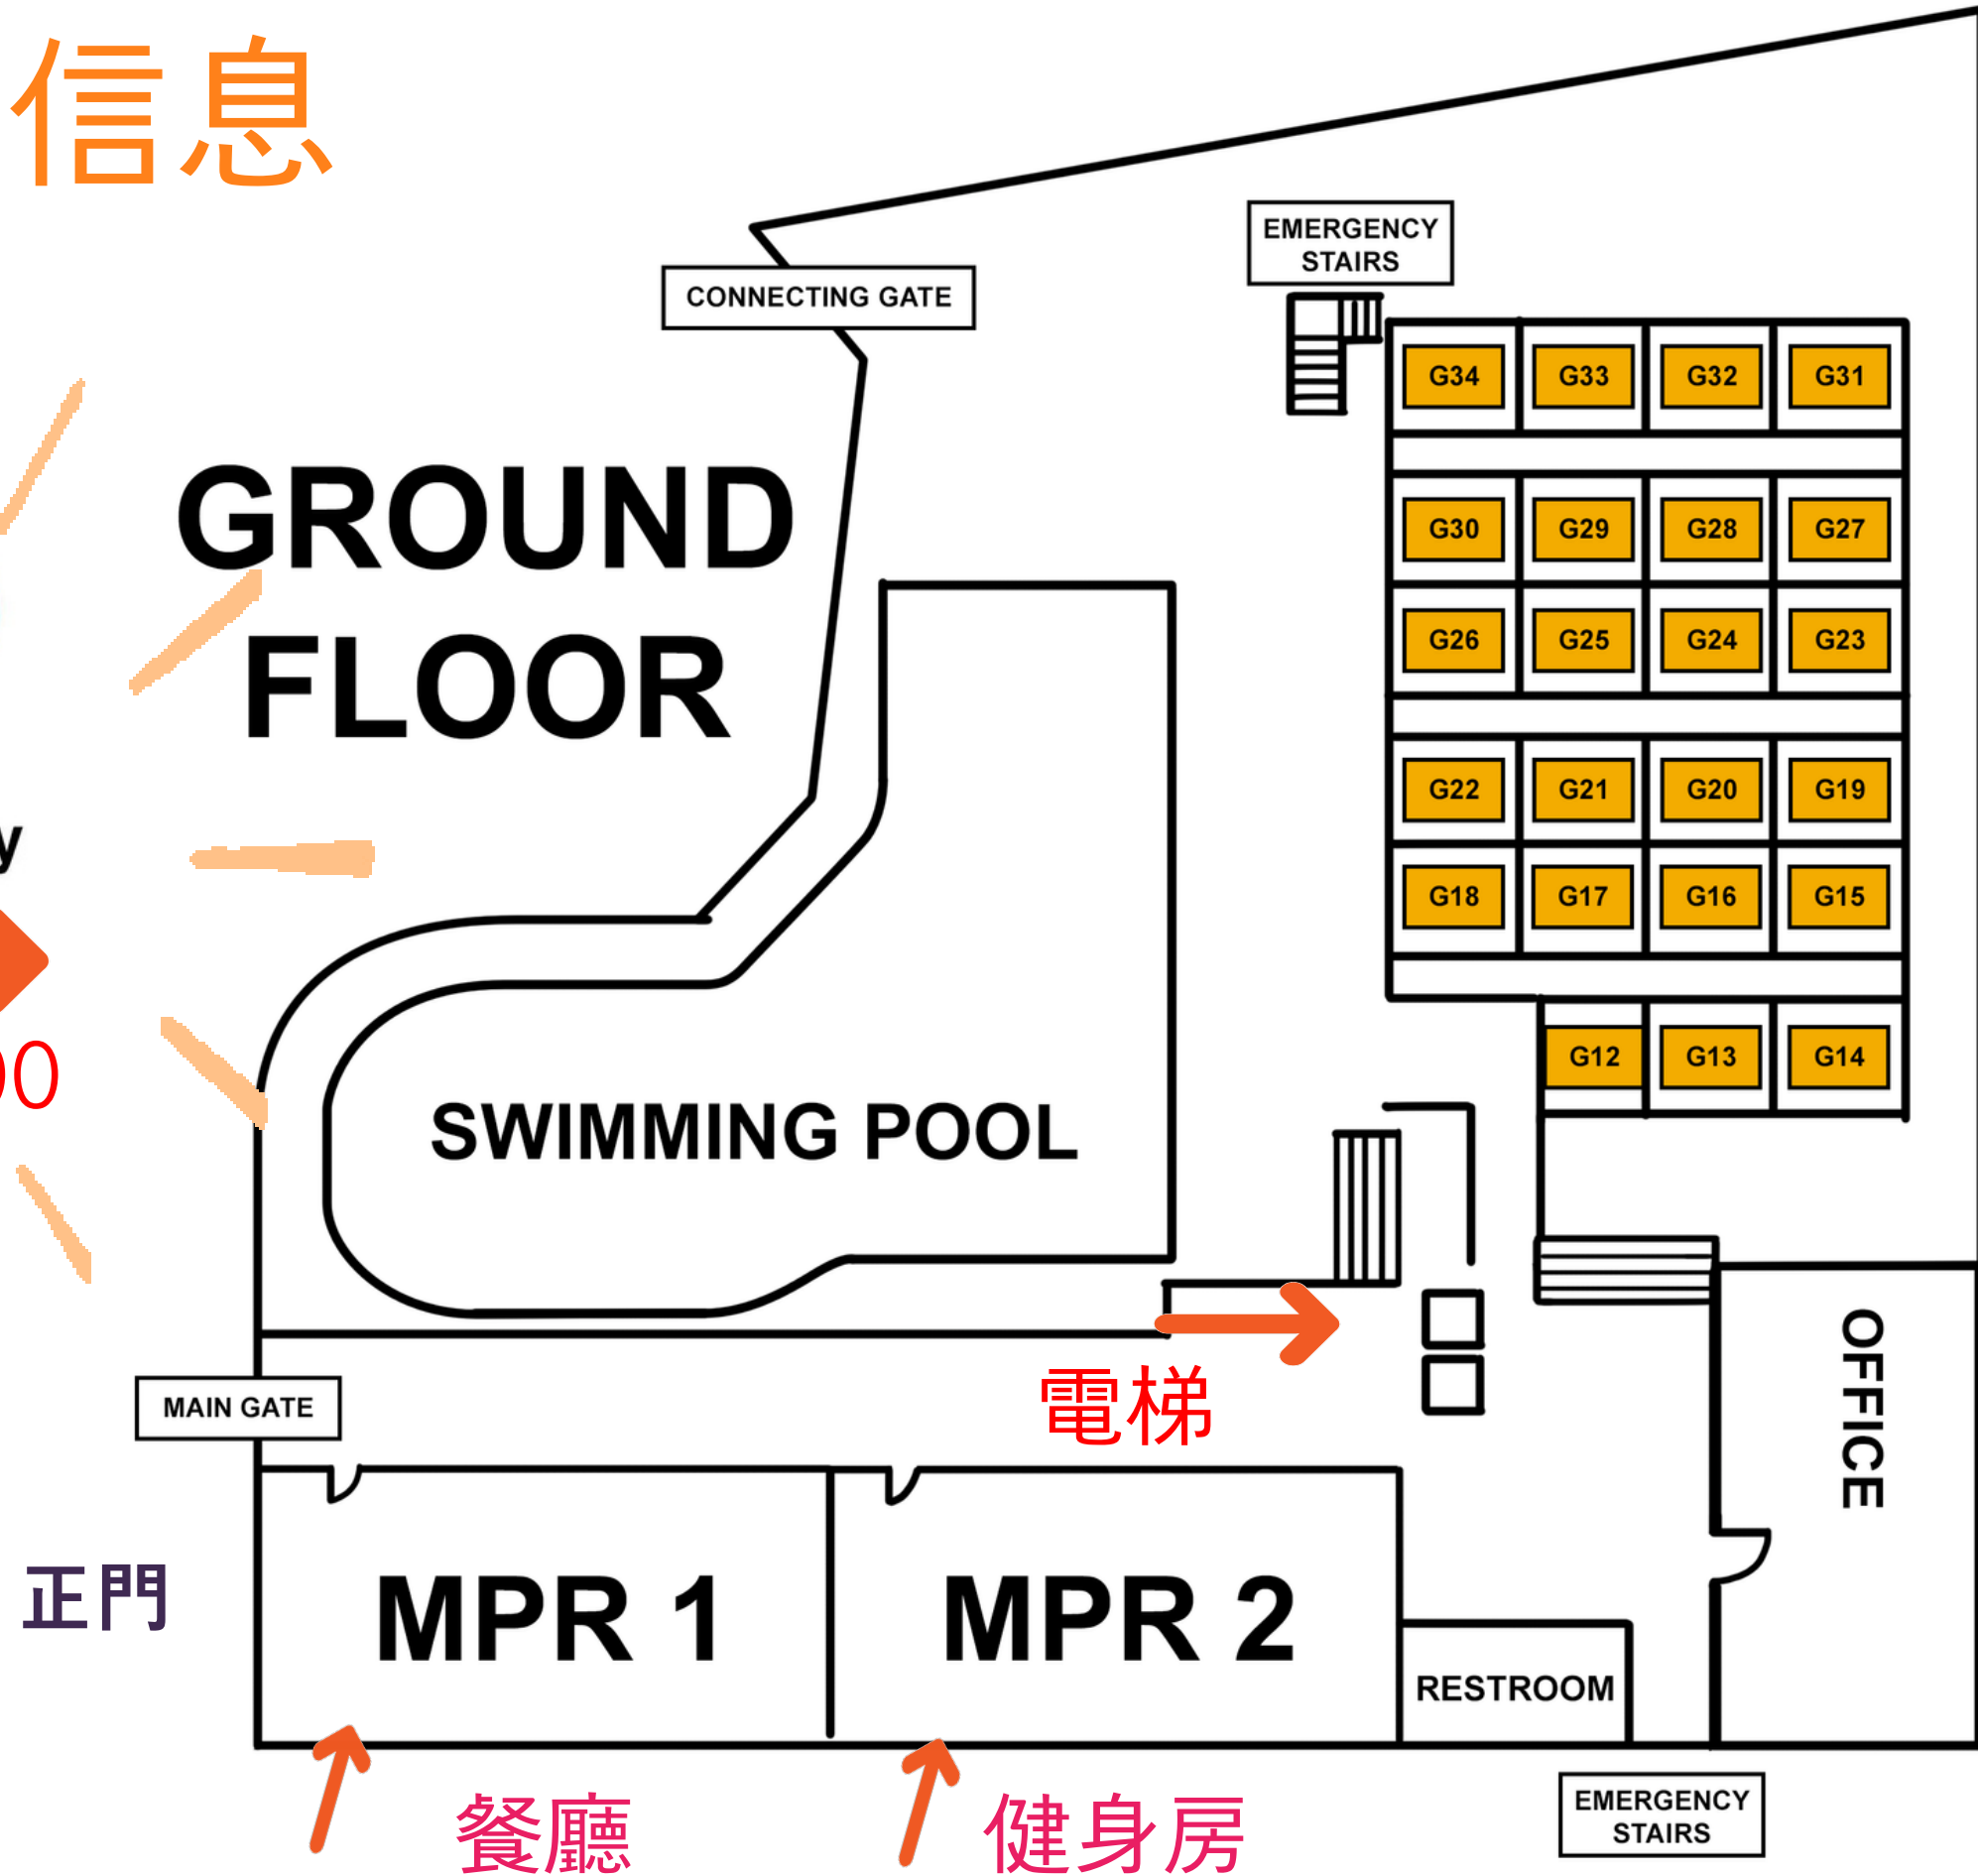 信息
EMERGENCY
STAIRS
CONNECTING GATE
G34 G33 G32 G31
GROUND
FLOOR
G30 G29 G28 G27
G26 G25 G24 G23
G22 G21 G20 G19
y
G18 G17 G16 G15
G12 G13 G14
00
SWIMMING POOL
電梯
MAIN GATE
OFFICE
正門
MPR 1
MPR 2
RESTROOM
EMERGENCY
STAIRS
餐廳
健身房